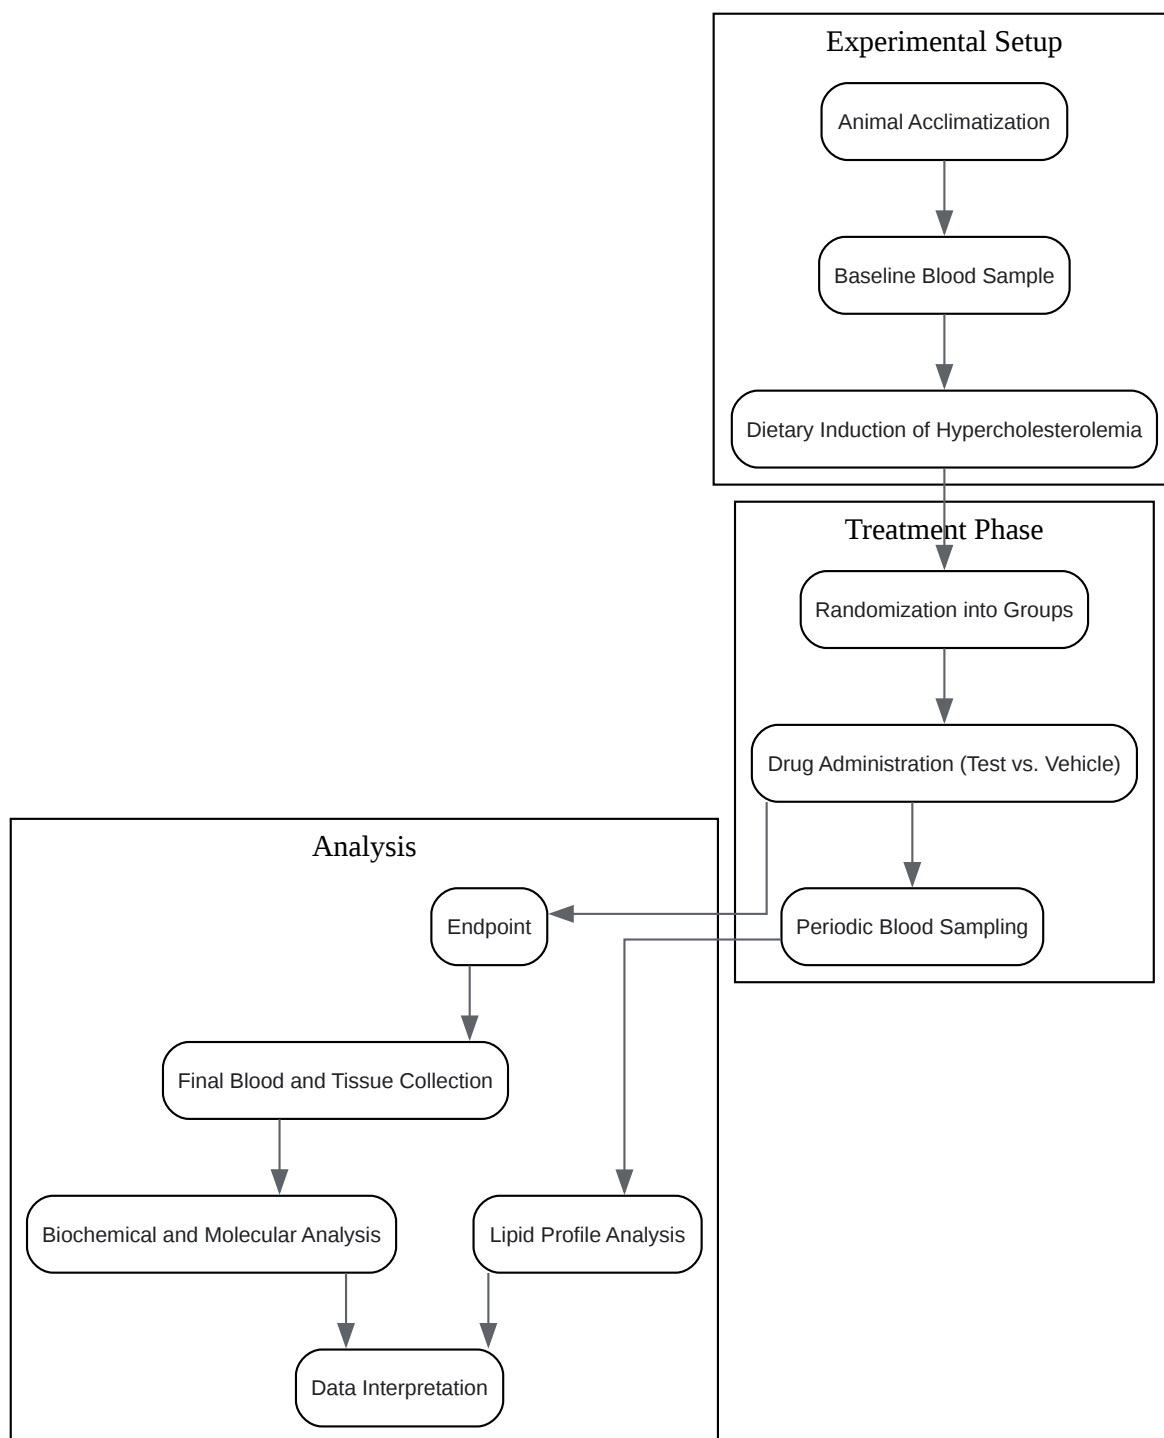 Experimental Setup
Animal Acclimatization
Baseline Blood Sample
Dietary Induction of Hypercholesterolemia
Treatment Phase
Randomization into Groups
Drug Administration (Test vs. Vehicle)
Periodic Blood Sampling
Analysis
Endpoint
Final Blood and Tissue Collection
Biochemical and Molecular Analysis
Lipid Profile Analysis
Data Interpretation